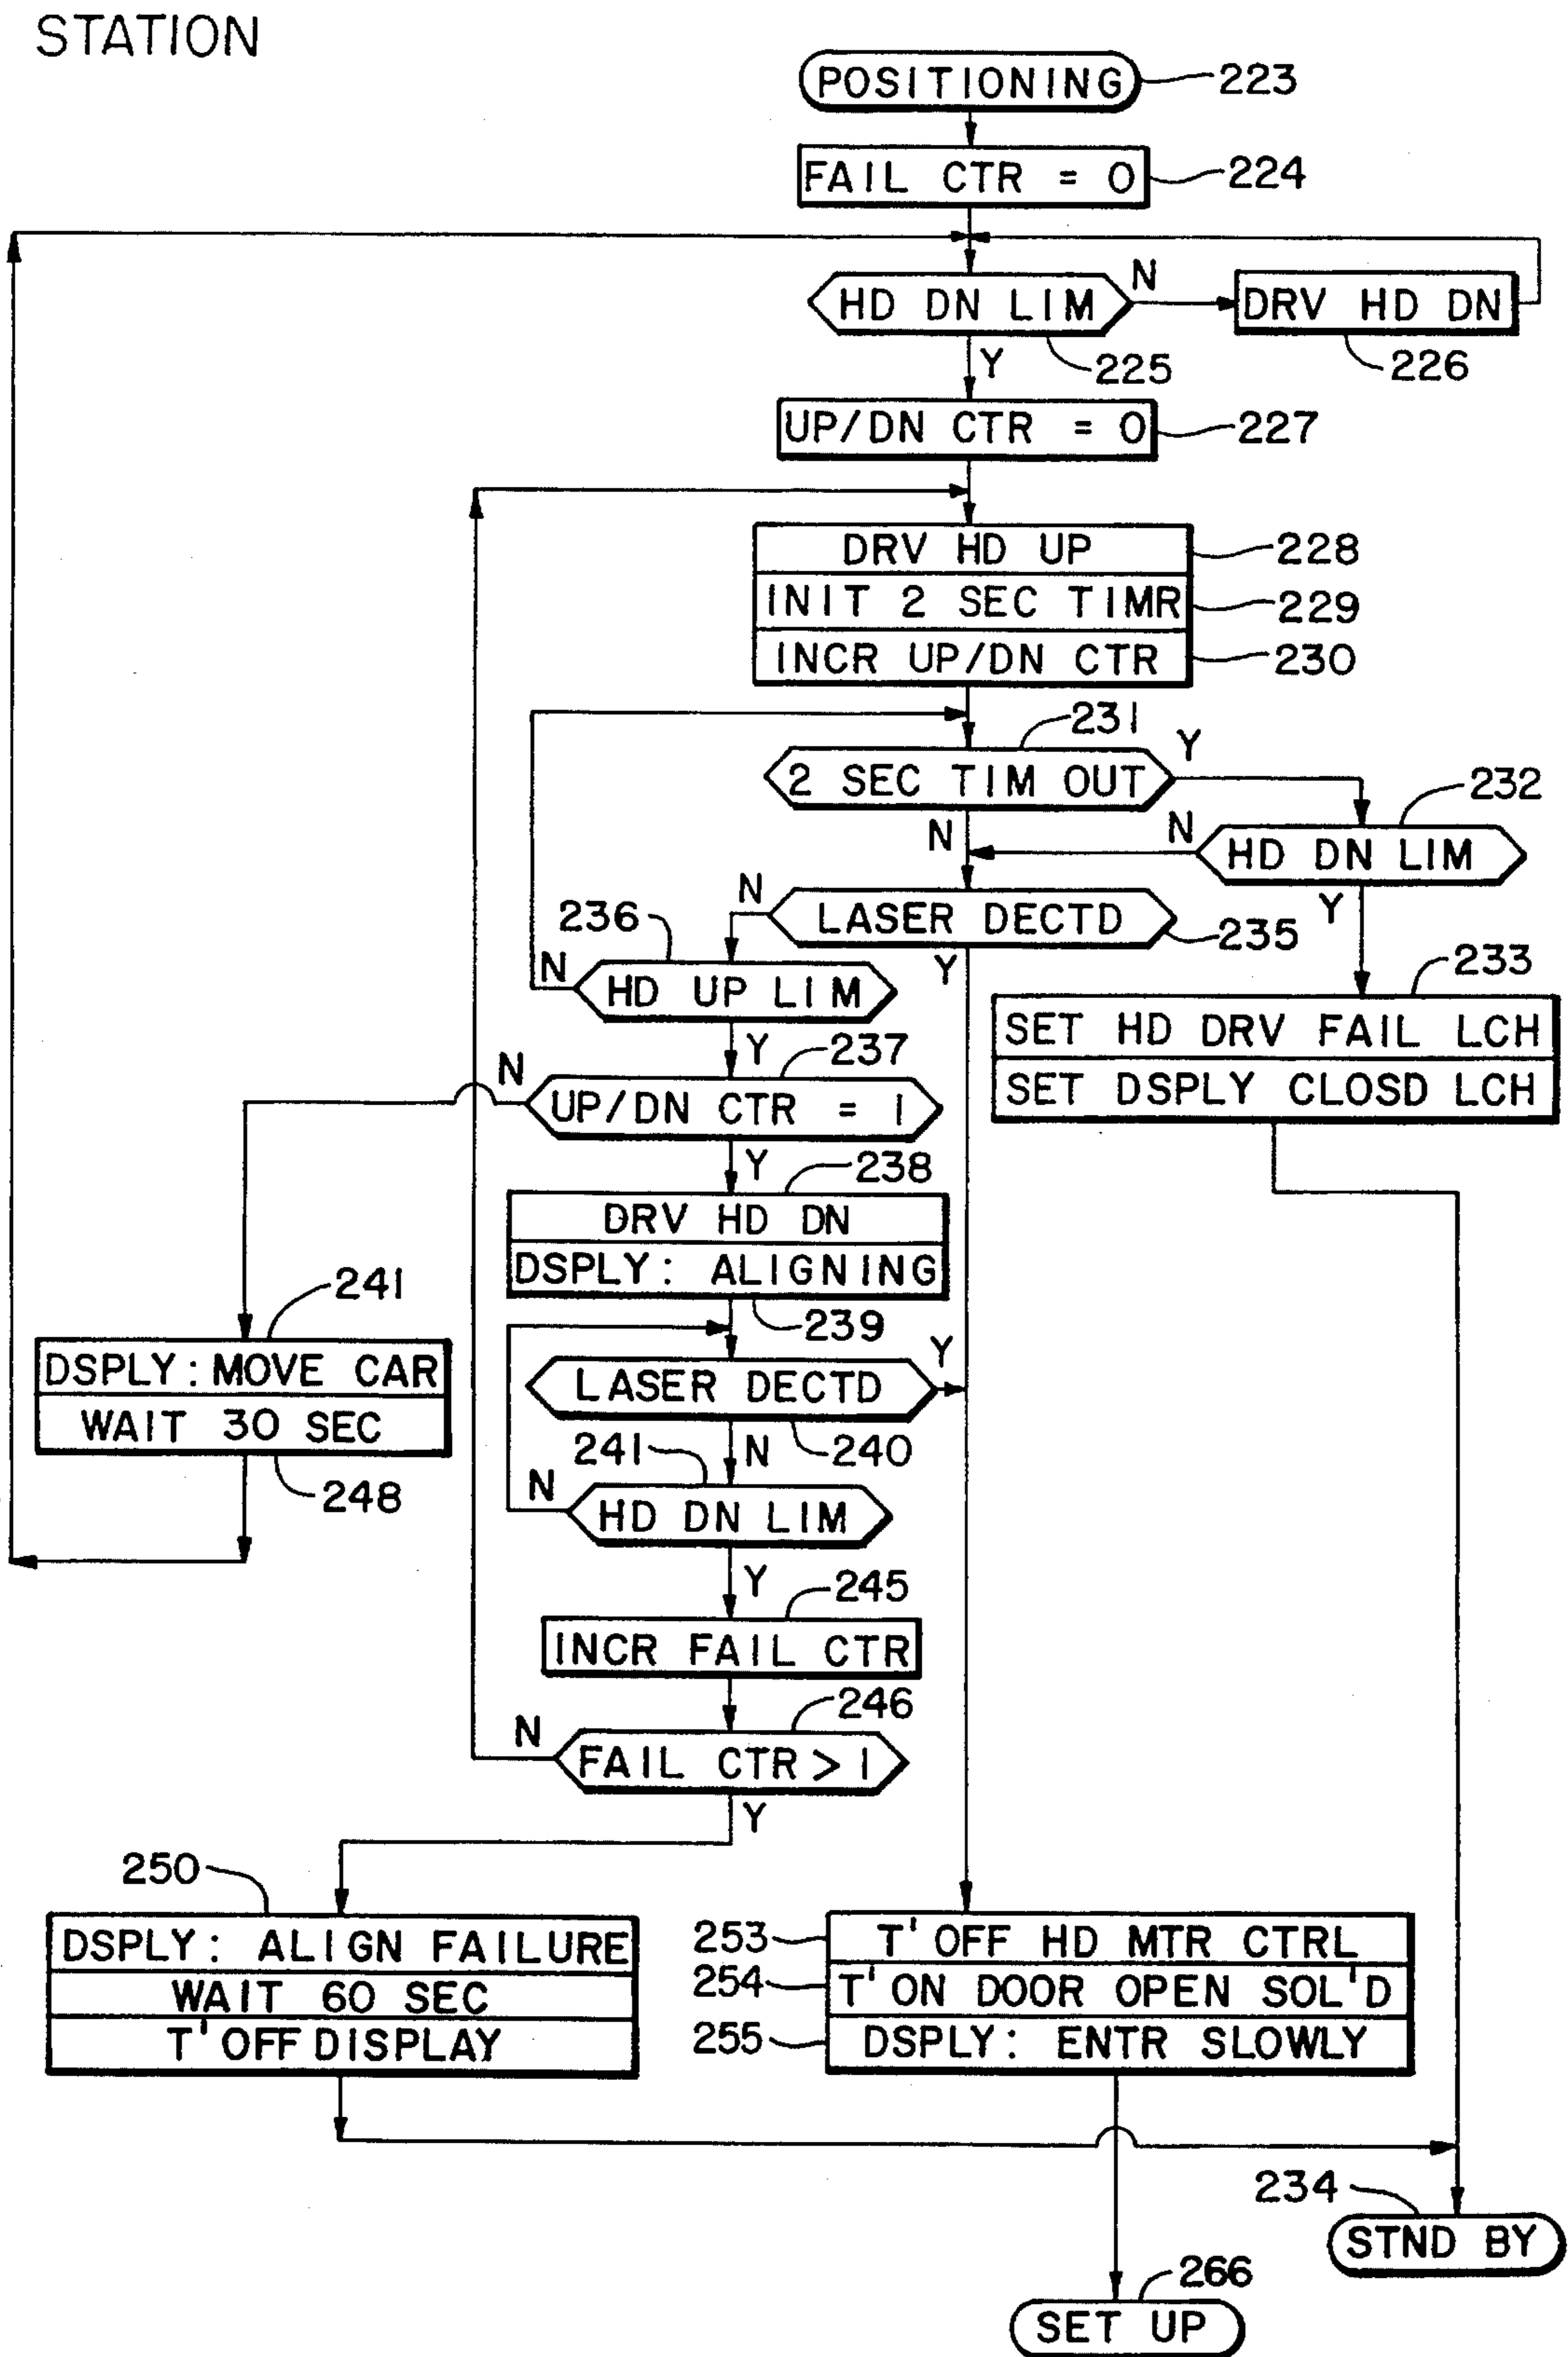 STATION
POSITIONING
223
FAIL CTR = 0
224
HD DN LIM
N
DRV HD DN
Y
225
226
UP/DN CTR = 0
227
DRV HD UP
228
INIT 2 SEC TIMR
229
INCR UP/DN CTR
230
231
2 SEC TIM OUT
Y
232
N
N
HD DN LIM
N
LASER DECTD
235
Y
236
Y
233
N
HD UP LIM
SET HD DRV FAIL LCH
SET DSPLY CLOSD LCH
Y
237
N
UP/DN CTR = 1
Y
238
DRV HD DN
DSPLY: ALIGNING
239
241
DSPLY: MOVE CAR
WAIT 30 SEC
248
LASER DECTD
Y
240
241
N
N
HD DN LIM
Y
245
INCR FAIL CTR
246
N
FAIL CTR > 1
Y
250
DSPLY: ALIGN FAILURE
WAIT 60 SEC
T'OFF DISPLAY
253
T'OFF HD MTR CTRL
254
T'ON DOOR OPEN SOL'D
255
DSPLY: ENTR SLOWLY
234
STND BY
266
SET UP